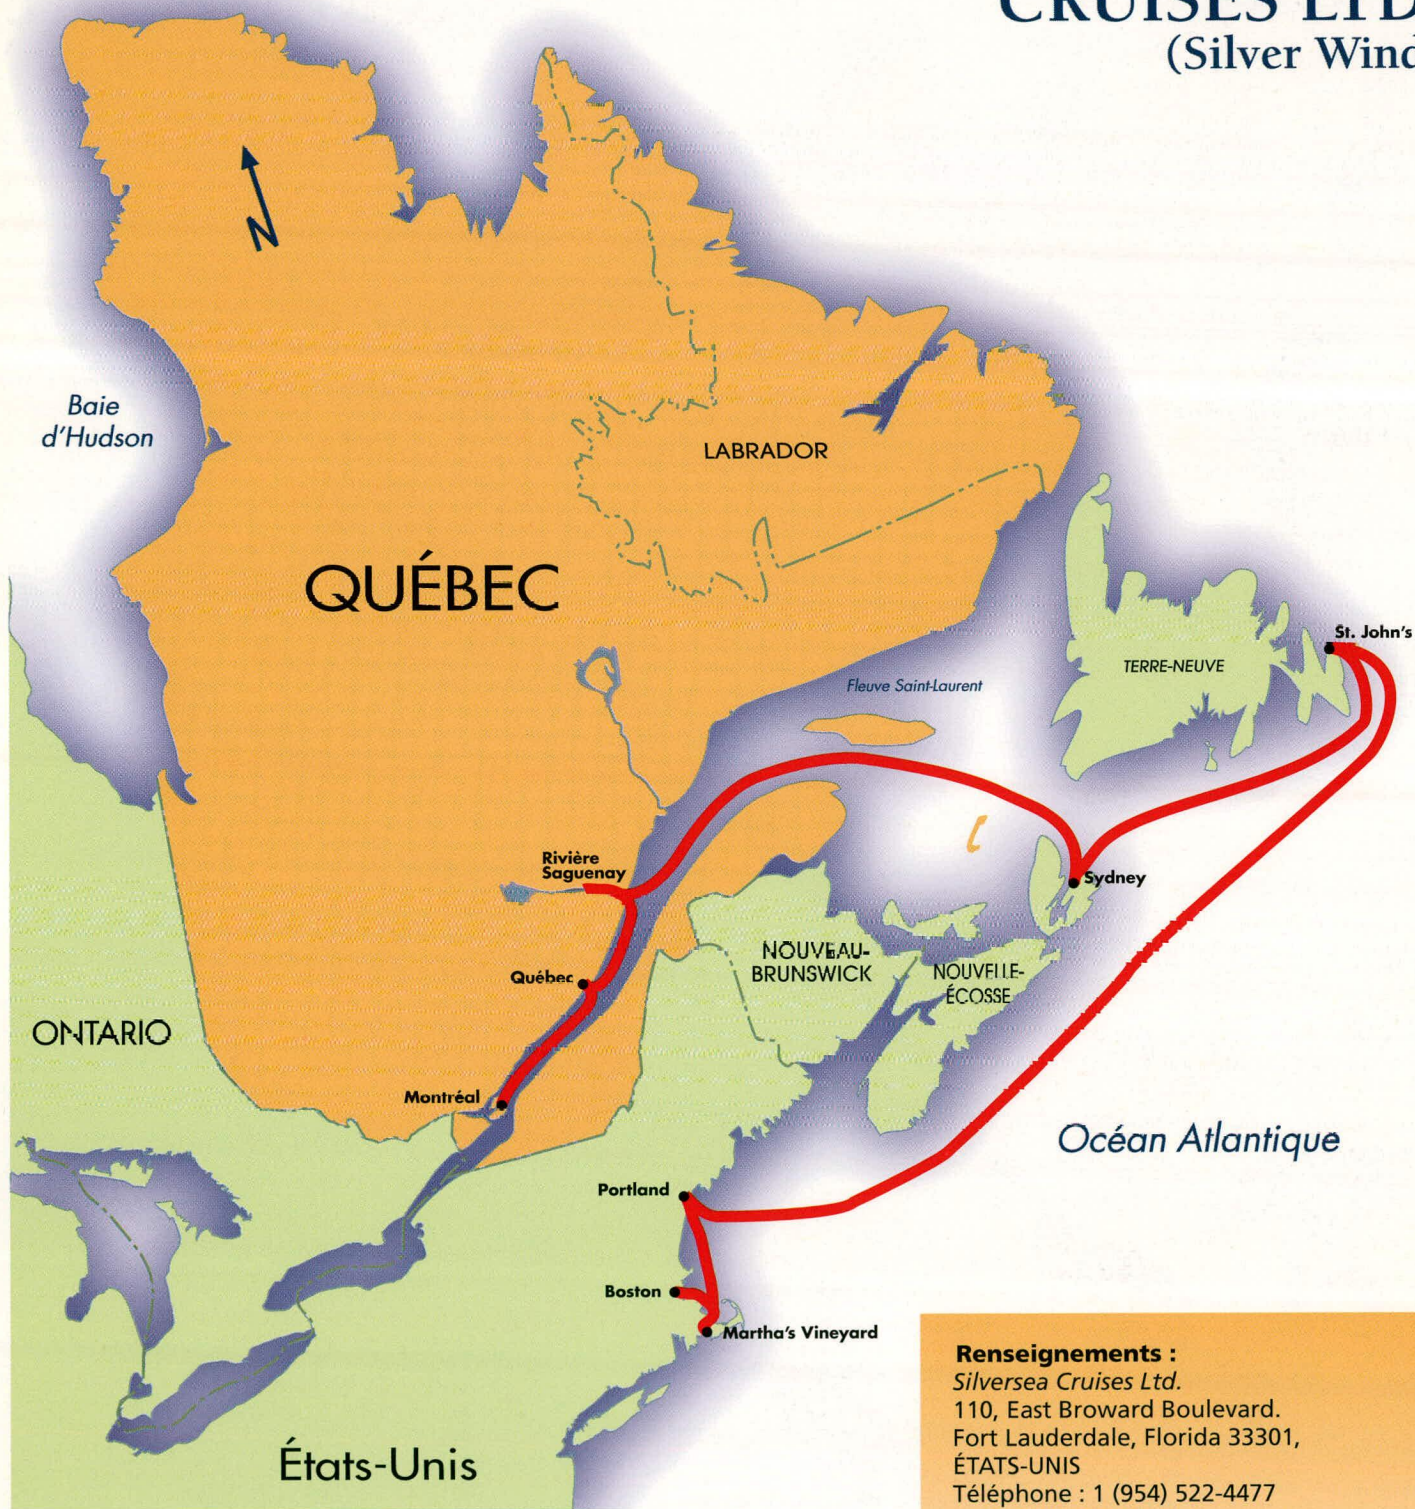 CRUISES LTD
(Silver Wind
N
Baie
d'Hudson
LABRADOR
QUÉBEC
St. John's
TERRE-NEUVE
Fleuve Saint-Laurent
Rivière
Saguenay
Sydney
NOUVEAU-
BRUNSWICK
NOUVELLE-
ÉCOSSE
Québec
ONTARIO
Montréal
Océan Atlantique
Portland
Boston
Martha's Vineyard
États-Unis
Renseignements :
Silversea Cruises Ltd.
110, East Broward Boulevard.
Fort Lauderdale, Florida 33301,
ÉTATS-UNIS
Téléphone : 1 (954) 522-4477